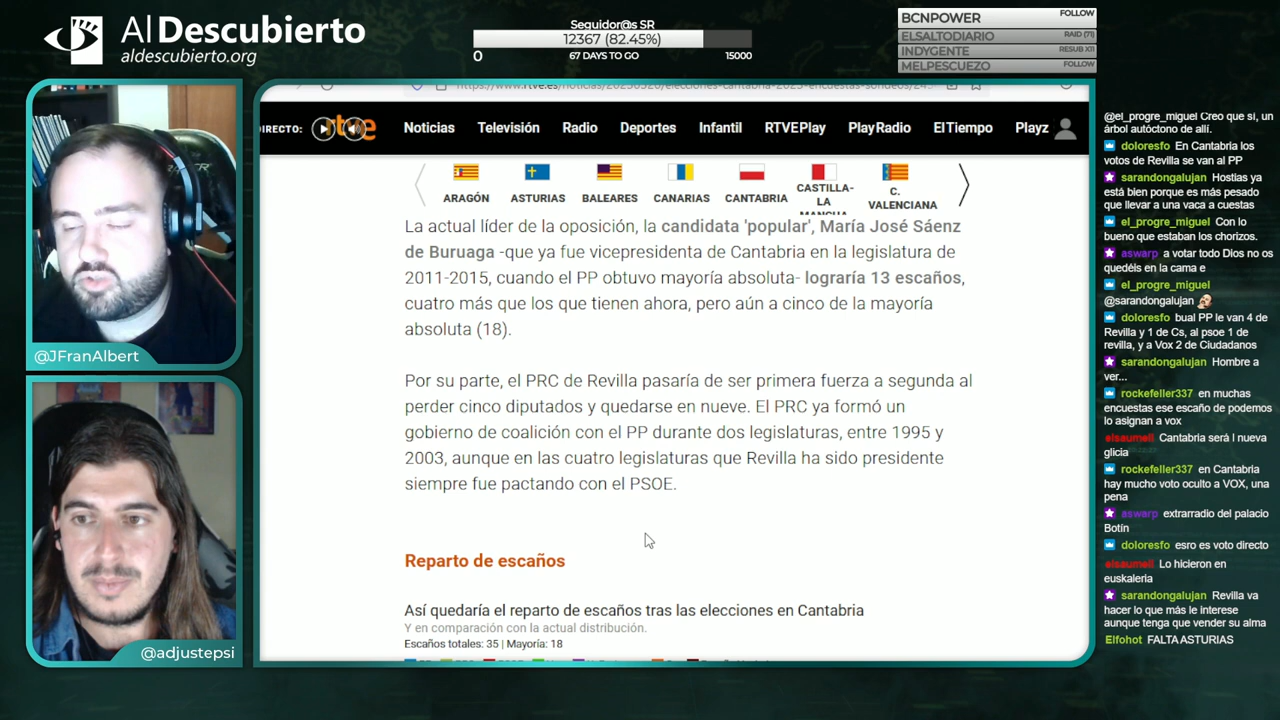 Al Descubierto
aldescubierto.org
Seguidor@s SR
12367 (82.45%)
0
67 DAYS TO GO
15000
BCNPOWER FOLLOW
ELSALTODIARIO RAID (71)
INDYGENTE RESUB X11
MELPESCUEZO FOLLOW
@JFranAlbert
@adjustepsi
DIRECTO:
rtve
Noticias Televisión Radio Deportes Infantil RTVEPlay PlayRadio ElTiempo Playz
ARAGÓN
ASTURIAS
BALEARES
CANARIAS
CANTABRIA
CASTILLA-
LA
MANCHA
C.
VALENCIANA
La actual líder de la oposición, la candidata 'popular', María José Sáenz
de Buruaga -que ya fue vicepresidenta de Cantabria en la legislatura de
2011-2015, cuando el PP obtuvo mayoría absoluta- lograría 13 escaños,
cuatro más que los que tienen ahora, pero aún a cinco de la mayoría
absoluta (18).
Por su parte, el PRC de Revilla pasaría de ser primera fuerza a segunda al
perder cinco diputados y quedarse en nueve. El PRC ya formó un
gobierno de coalición con el PP durante dos legislaturas, entre 1995 y
2003, aunque en las cuatro legislaturas que Revilla ha sido presidente
siempre fue pactando con el PSOE.
Reparto de escaños
Así quedaría el reparto de escaños tras las elecciones en Cantabria
Y en comparación con la actual distribución.
Escaños totales: 35 | Mayoría: 18
@el_progre_miguel Creo que si, un
árbol autóctono de allí.
doloresfo En Cantabria los
votos de Revilla se van al PP
sarandongalujan Hostias ya
está bien porque es más pesado
que llevar a una vaca a cuestas
el_progre_miguel Con lo
bueno que estaban los chorizos.
aswarp a votar todo Dios no os
quedéis en la cama e
el_progre_miguel
@sarandongalujan
doloresfo bual PP le van 4 de
Revilla y 1 de Cs, al psoe 1 de
revilla, y a Vox 2 de Ciudadanos
sarandongalujan Hombre a
ver...
rockefeller337 en muchas
encuestas ese escaño de podemos
lo asignan a vox
elsaumell Cantabria será l nueva
glicia
rockefeller337 en Cantabria
hay mucho voto oculto a VOX, una
pena
aswarp extrarradio del palacio
Botín
doloresfo esro es voto directo
elsaumell Lo hicieron en
euskaleria
sarandongalujan Revilla va
hacer lo que más le interese
aunque tenga que vender su alma
Elfohot FALTA ASTURIAS